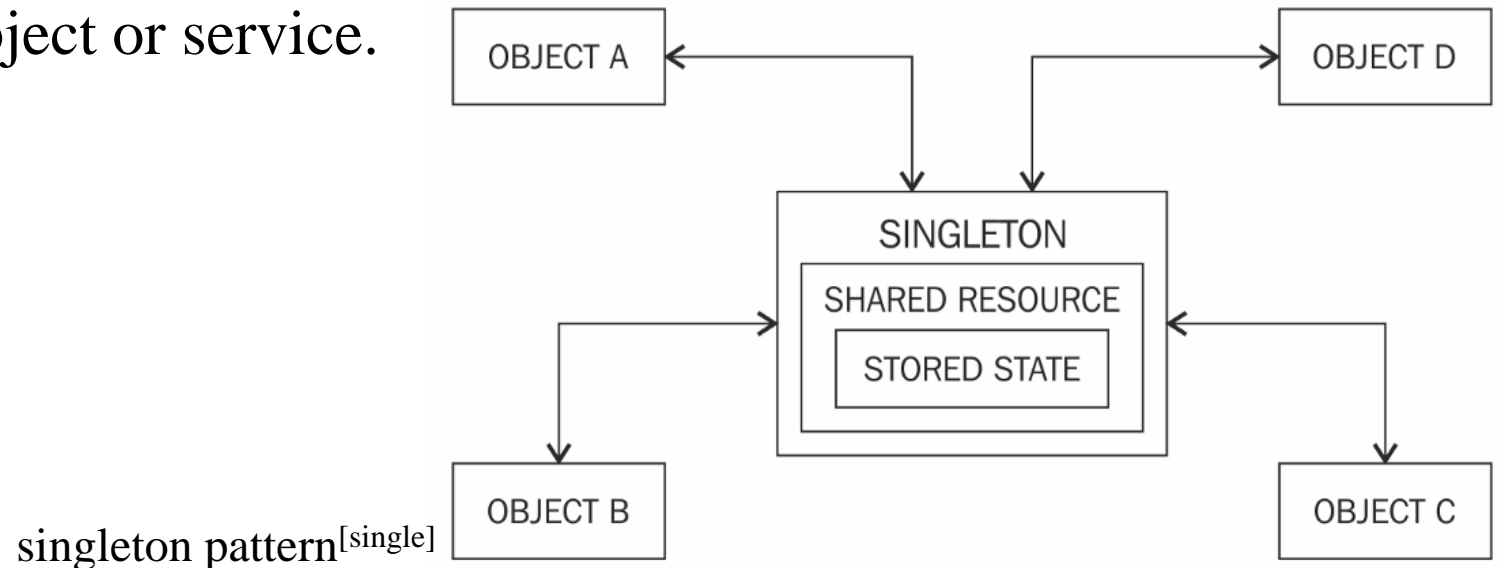 ject or service.
OBJECT A
OBJECT D
SINGLETON
SHARED RESOURCE
STORED STATE
OBJECT B
OBJECT C
singleton pattern[single]